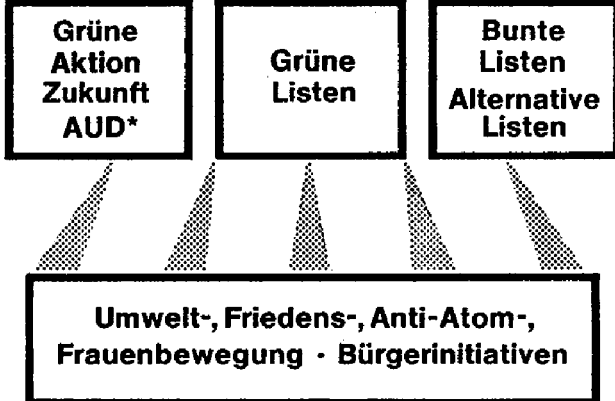 Grüne
Aktion
Zukunft
AUD*
Grüne
Listen
Bunte
Listen
Alternative
Listen
Umwelt-, Friedens-, Anti-Atom-,
Frauenbewegung · Bürgerinitiativen